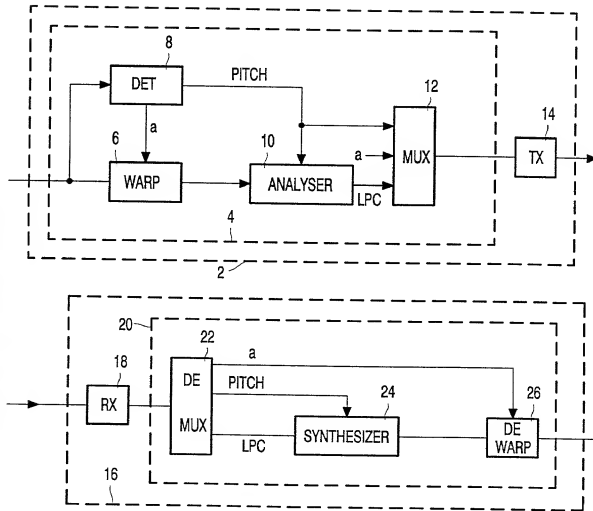 8
DET
PITCH
12
a
14
6
10
a
MUX
TX
WARP
ANALYSER
LPC
4
2
20
22
a
18
DE
PITCH
24
26
RX
MUX
SYNTHESIZER
DE
WARP
LPC
16